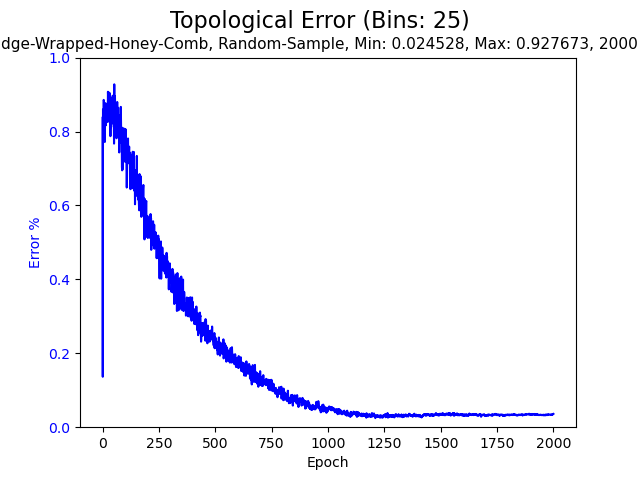 Topological Error (Bins: 25)
dge-Wrapped-Honey-Comb, Random-Sample, Min: 0.024528, Max: 0.927673, 2000
1.0
0.8
0.6
0.4
0.2
0.0
Error %
0 250 500 750 1000 1250 1500 1750 2000
Epoch